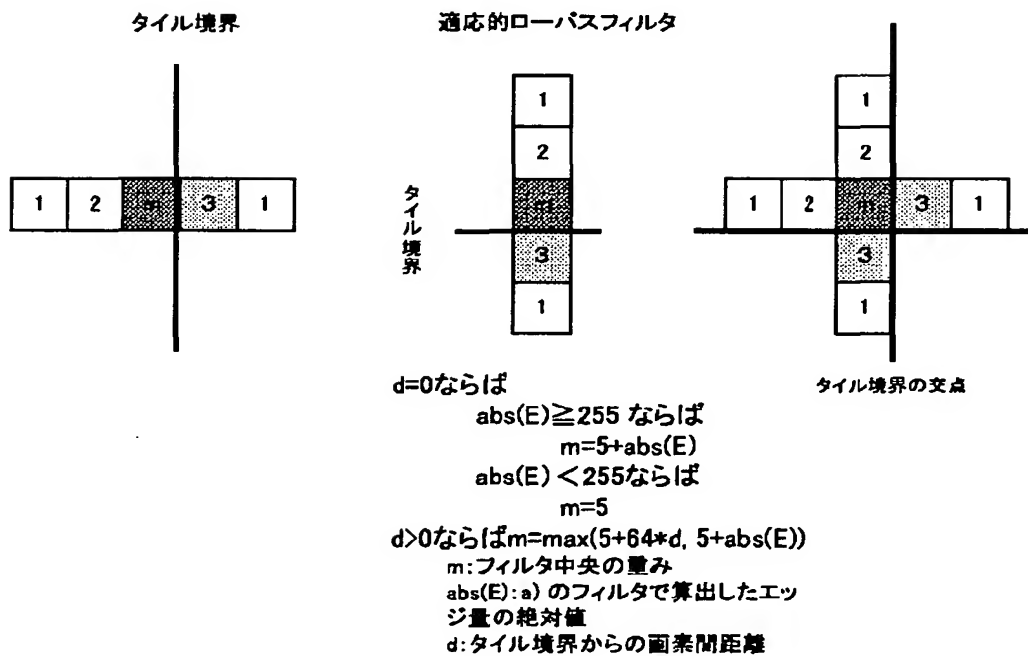 タイル境界
適応的ローパスフィルタ
1 2 m 3 1
タイル境界
1
2
m
3
1
1
2
1 2 m 3 1
3
1
タイル境界の交点
d=0ならば
abs(E)≧255 ならば
m=5+abs(E)
abs(E)<255ならば
m=5
d>0ならばm=max(5+64*d, 5+abs(E))
m:フィルタ中央の重み
abs(E):a) のフィルタで算出したエッ
ジ量の絶対値
d:タイル境界からの画素間距離